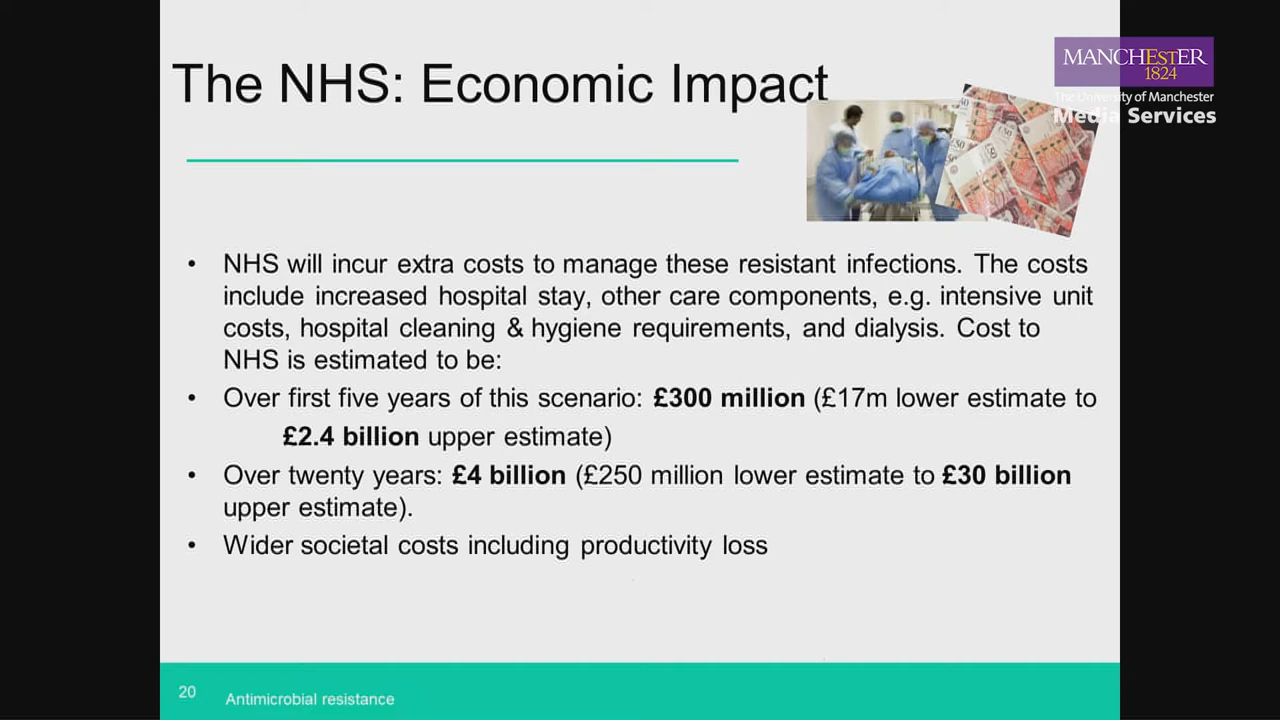 The NHS: Economic Impact
MANCHESTER
1824
The University of Manchester
Media Services
• NHS will incur extra costs to manage these resistant infections. The costs
include increased hospital stay, other care components, e.g. intensive unit
costs, hospital cleaning & hygiene requirements, and dialysis. Cost to
NHS is estimated to be:
• Over first five years of this scenario: £300 million (£17m lower estimate to
£2.4 billion upper estimate)
• Over twenty years: £4 billion (£250 million lower estimate to £30 billion
upper estimate).
• Wider societal costs including productivity loss
20
Antimicrobial resistance